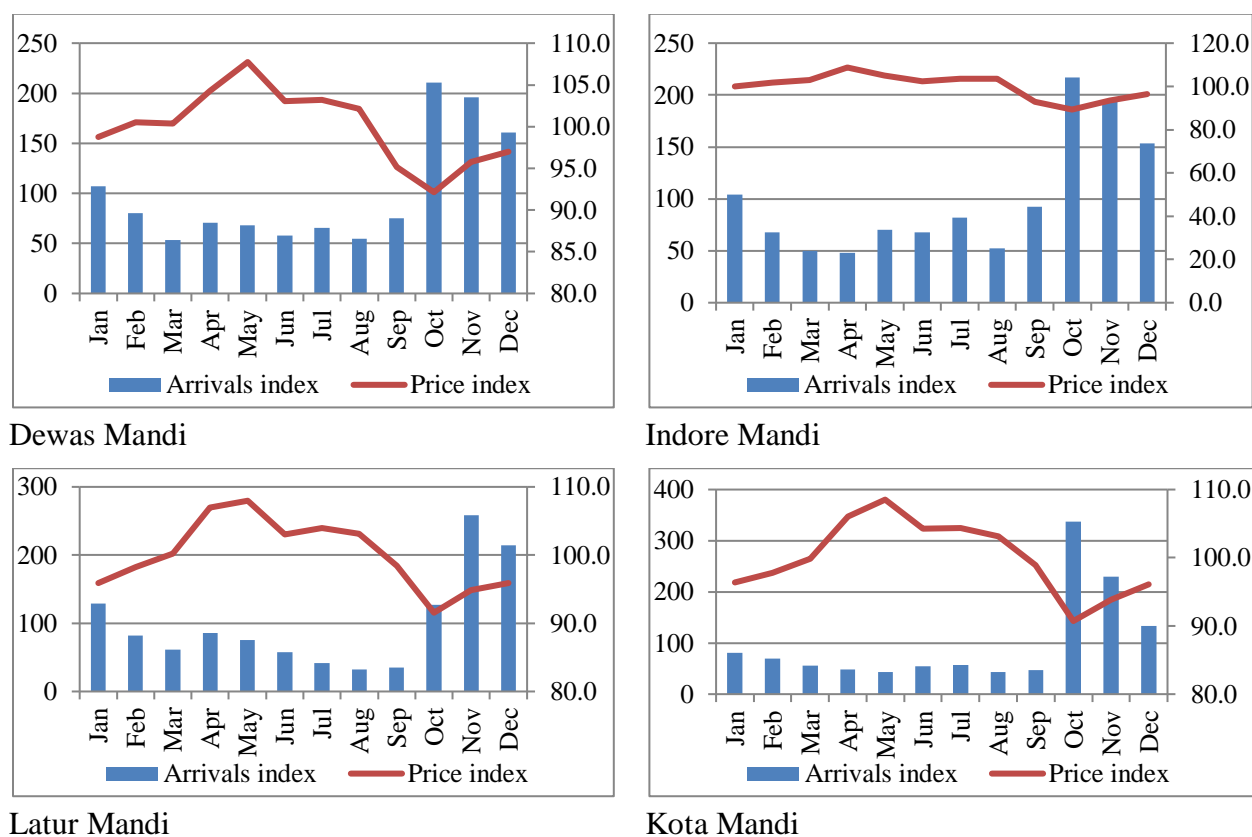 250
200
150
100
50
0
110.0
105.0
100.0
95.0
90.0
85.0
80.0
Jan
Feb
Mar
Apr
May
Jun
Jul
Aug
Sep
Oct
Nov
Dec
Arrivals index Price index
Dewas Mandi
250
200
150
100
50
0
120.0
100.0
80.0
60.0
40.0
20.0
0.0
Jan
Feb
Mar
Apr
May
Jun
Jul
Aug
Sep
Oct
Nov
Dec
Arrivals index Price index
Indore Mandi
300
200
100
0
110.0
100.0
90.0
80.0
Jan
Feb
Mar
Apr
May
Jun
Jul
Aug
Sep
Oct
Nov
Dec
Arrivals index Price index
Latur Mandi
400
300
200
100
0
110.0
100.0
90.0
80.0
Jan
Feb
Mar
Apr
May
Jun
Jul
Aug
Sep
Oct
Nov
Dec
Arrivals index Price index
Kota Mandi